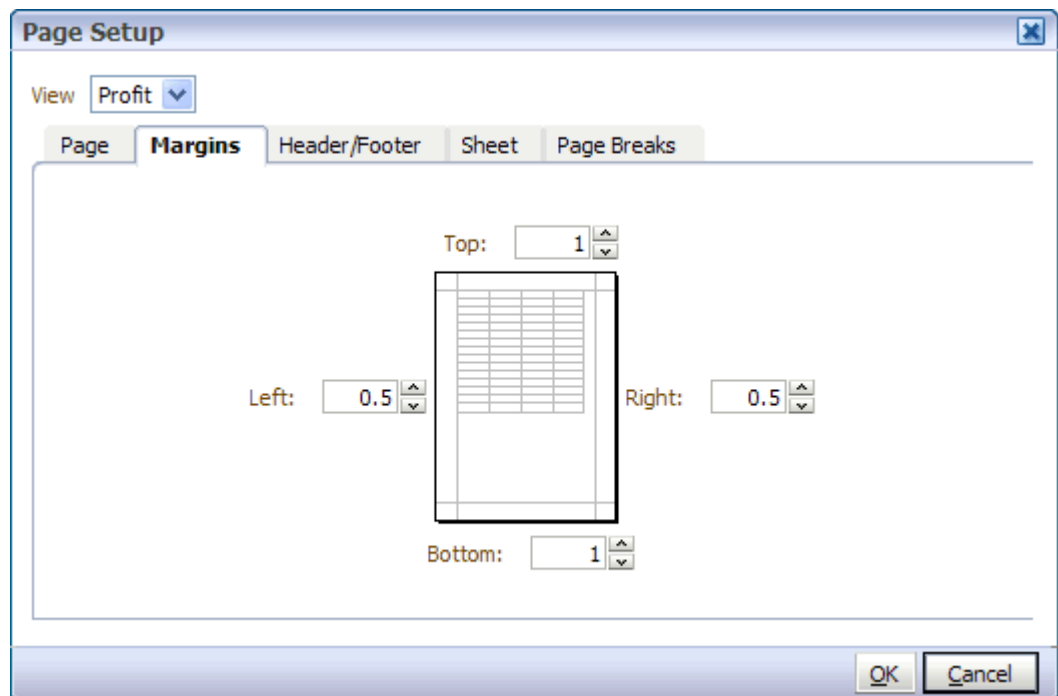 Page Setup
View Profit
Page Margins Header/Footer Sheet Page Breaks
Top: 1
Left: 0.5 Right: 0.5
Bottom: 1
OK Cancel